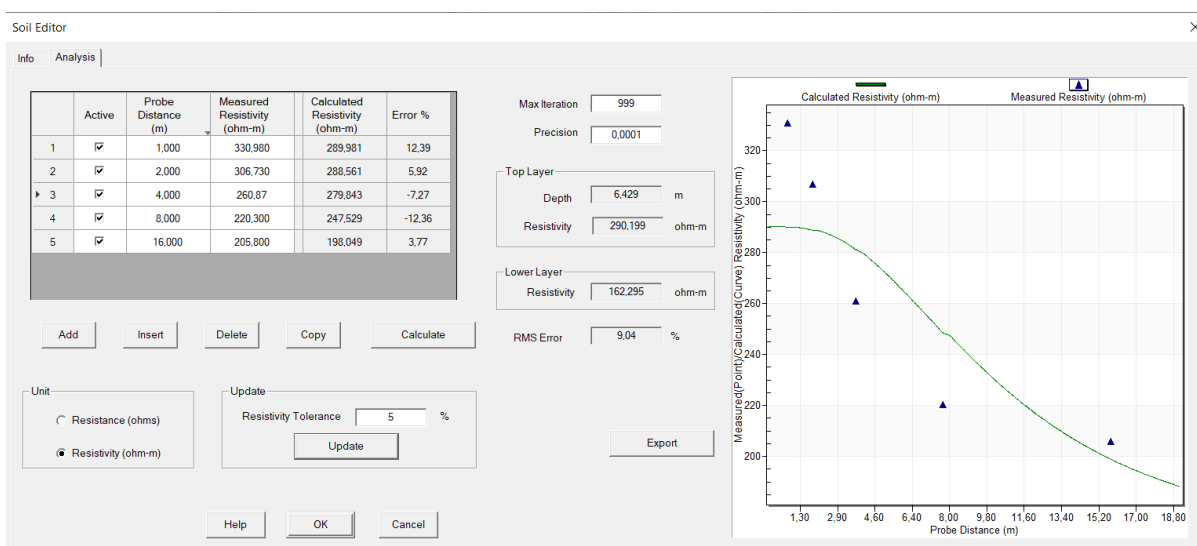 Soil Editor
Info Analysis
Active Probe Distance (m) Measured Resistivity (ohm-m) Calculated Resistivity (ohm-m) Error %
1 1,000 330,980 289,981 12,39
2 2,000 306,730 288,561 5,92
3 4,000 260,87 279,843 -7,27
4 8,000 220,300 247,529 -12,36
5 16,000 205,800 198,049 3,77
Add Insert Delete Copy Calculate
Unit
Resistance (ohms)
Resistivity (ohm-m)
Update
Resistivity Tolerance 5 %
Update
Help OK Cancel
Max Iteration 999
Precision 0,0001
Top Layer
Depth 6,429 m
Resistivity 290,199 ohm-m
Lower Layer
Resistivity 162,295 ohm-m
RMS Error 9,04 %
Export
Calculated Resistivity (ohm-m) Measured Resistivity (ohm-m)
Measured(Point)/Calculated(Curve) Resistivity (ohm-m)
320
300
280
260
240
220
200
1,30 2,90 4,60 6,40 8,00 9,80 11,60 13,40 15,20 17,00 18,80
Probe Distance (m)